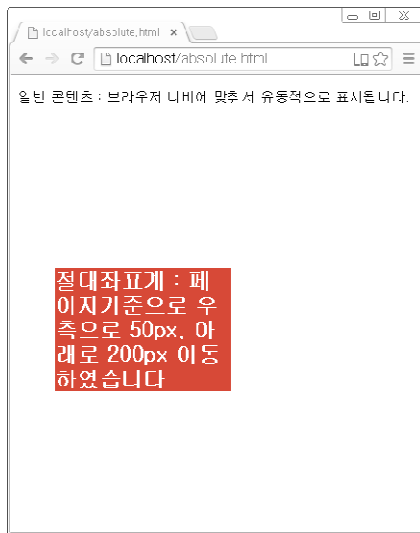 localhost/absolute.html
localhost/absolute.html
일반 콘텐츠 : 브라우저 너비에 맞춰서 유동적으로 표시됩니다.
절대좌표계 : 페
이지기준으로 우
측으로 50px, 아
래로 200px 이동
하였습니다